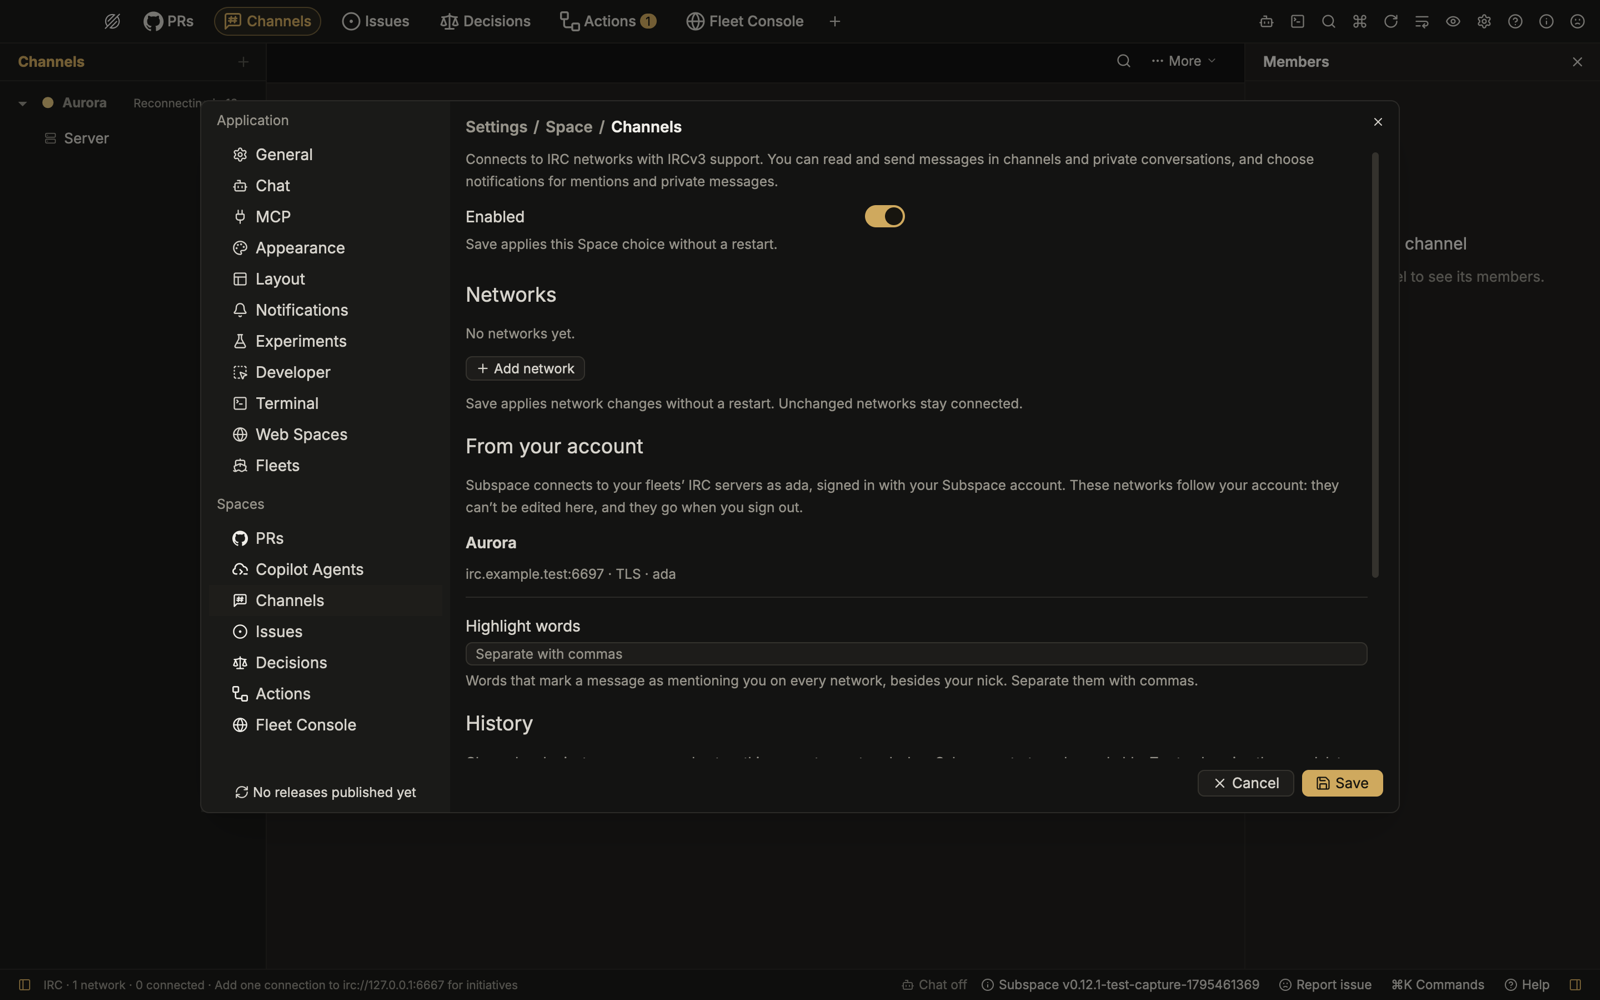 PRs
Channels
Issues
Decisions
Actions 1
Fleet Console
Channels
More
Members
Aurora
Server
channel
to see its members.
Application
General
Chat
MCP
Appearance
Layout
Notifications
Experiments
Developer
Terminal
Web Spaces
Fleets
Spaces
PRs
Copilot Agents
Channels
Issues
Decisions
Actions
Fleet Console
No releases published yet
Settings / Space / Channels
Connects to IRC networks with IRCv3 support. You can read and send messages in channels and private conversations, and choose
notifications for mentions and private messages.
Enabled
Save applies this Space choice without a restart.
Networks
No networks yet.
+ Add network
Save applies network changes without a restart. Unchanged networks stay connected.
From your account
Subspace connects to your fleets’ IRC servers as ada, signed in with your Subspace account. These networks follow your account: they
can’t be edited here, and they go when you sign out.
Aurora
irc.example.test:6697 · TLS · ada
Highlight words
Separate with commas
Words that mark a message as mentioning you on every network, besides your nick. Separate them with commas.
History
Cancel
Save
IRC · 1 network · 0 connected · Add one connection to irc://127.0.0.1:6667 for initiatives
Chat off
Subspace v0.12.1-test-capture-1795461369
Report issue
⌘K Commands
Help